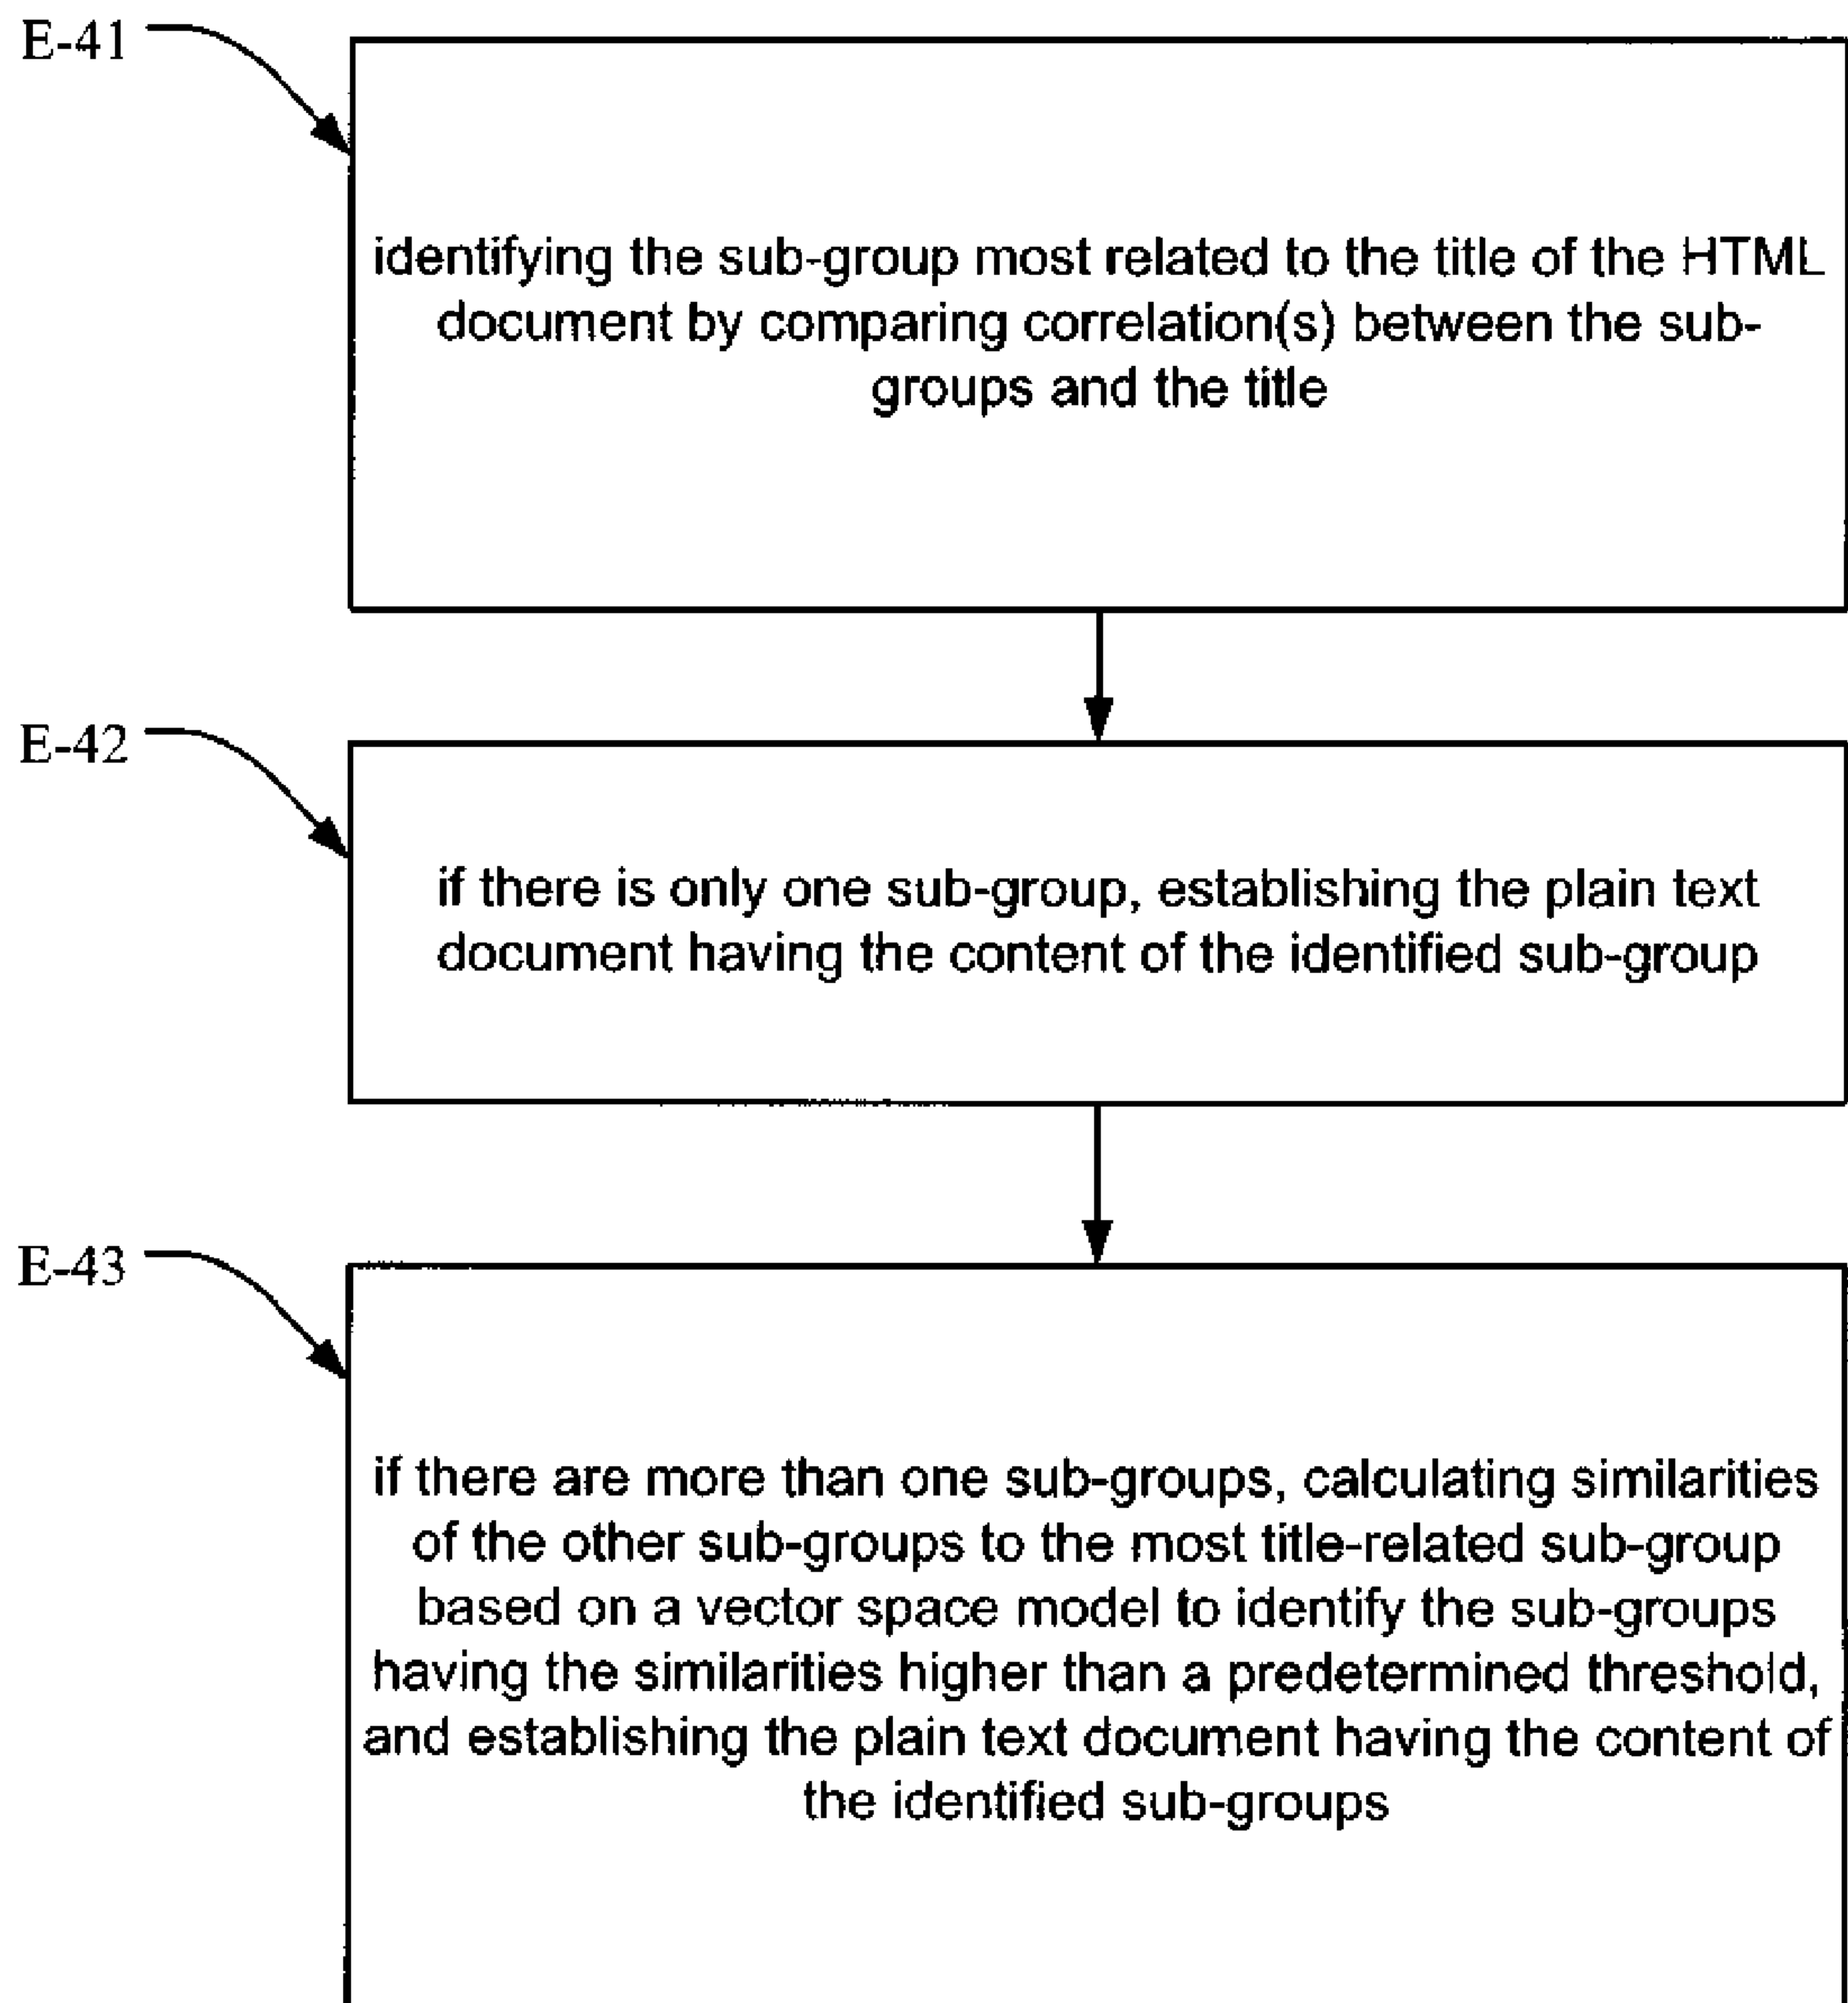 E-41
identifying the sub-group most related to the title of the HTML
document by comparing correlation(s) between the sub-
groups and the title
E-42
if there is only one sub-group, establishing the plain text
document having the content of the identified sub-group
E-43
if there are more than one sub-groups, calculating similarities
of the other sub-groups to the most title-related sub-group
based on a vector space model to identify the sub-groups
having the similarities higher than a predetermined threshold,
and establishing the plain text document having the content of
the identified sub-groups